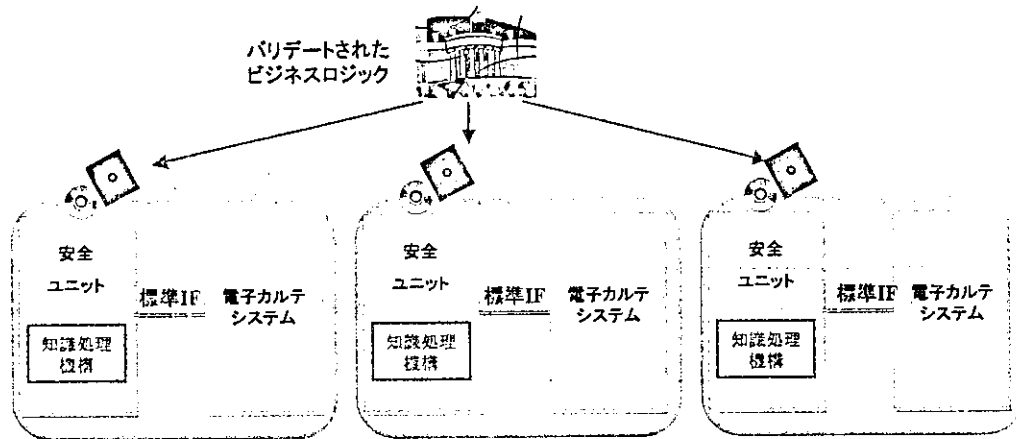 バリデートされた
ビジネスロジック
安全
ユニット
標準IF
電子カルテ
システム
知識処理
機構
安全
ユニット
標準IF
電子カルテ
システム
知識処理
機構
安全
ユニット
標準IF
電子カルテ
システム
知識処理
機構